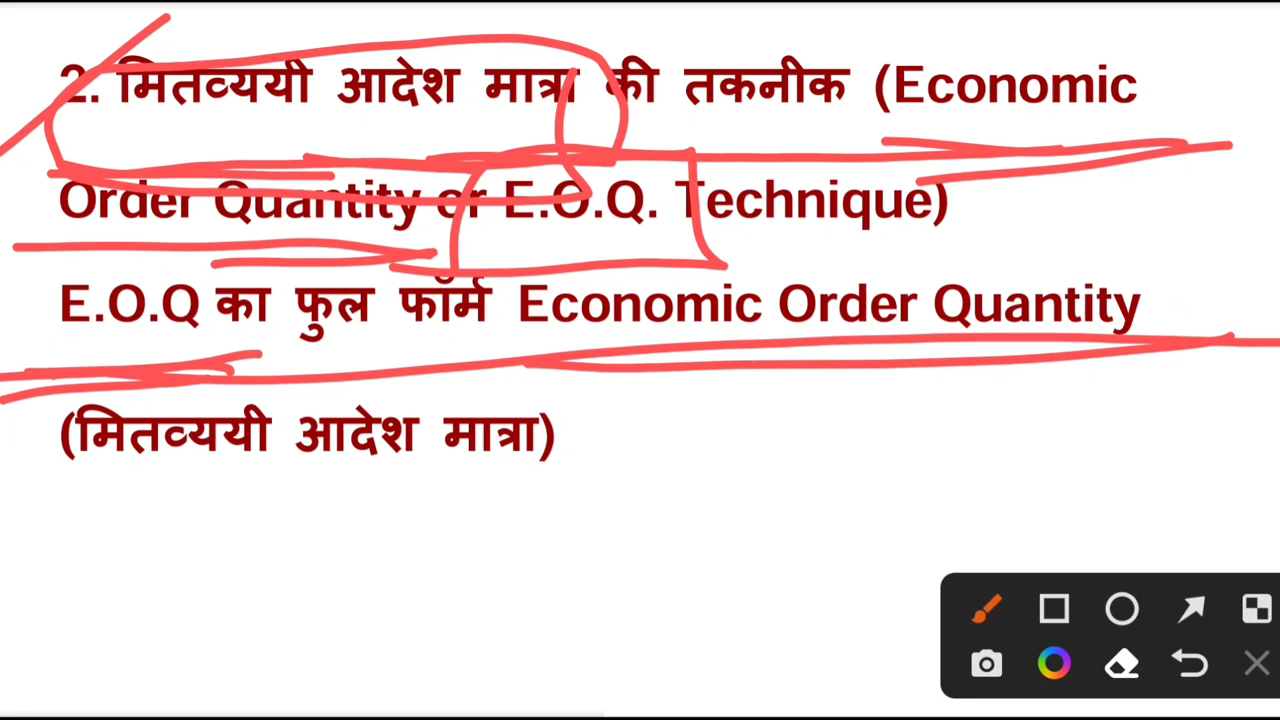 2. मितव्ययी आदेश मात्रा की तकनीक (Economic
Order Quantity or E.O.Q. Technique)
E.O.Q का फुल फॉर्म Economic Order Quantity
(मितव्ययी आदेश मात्रा)